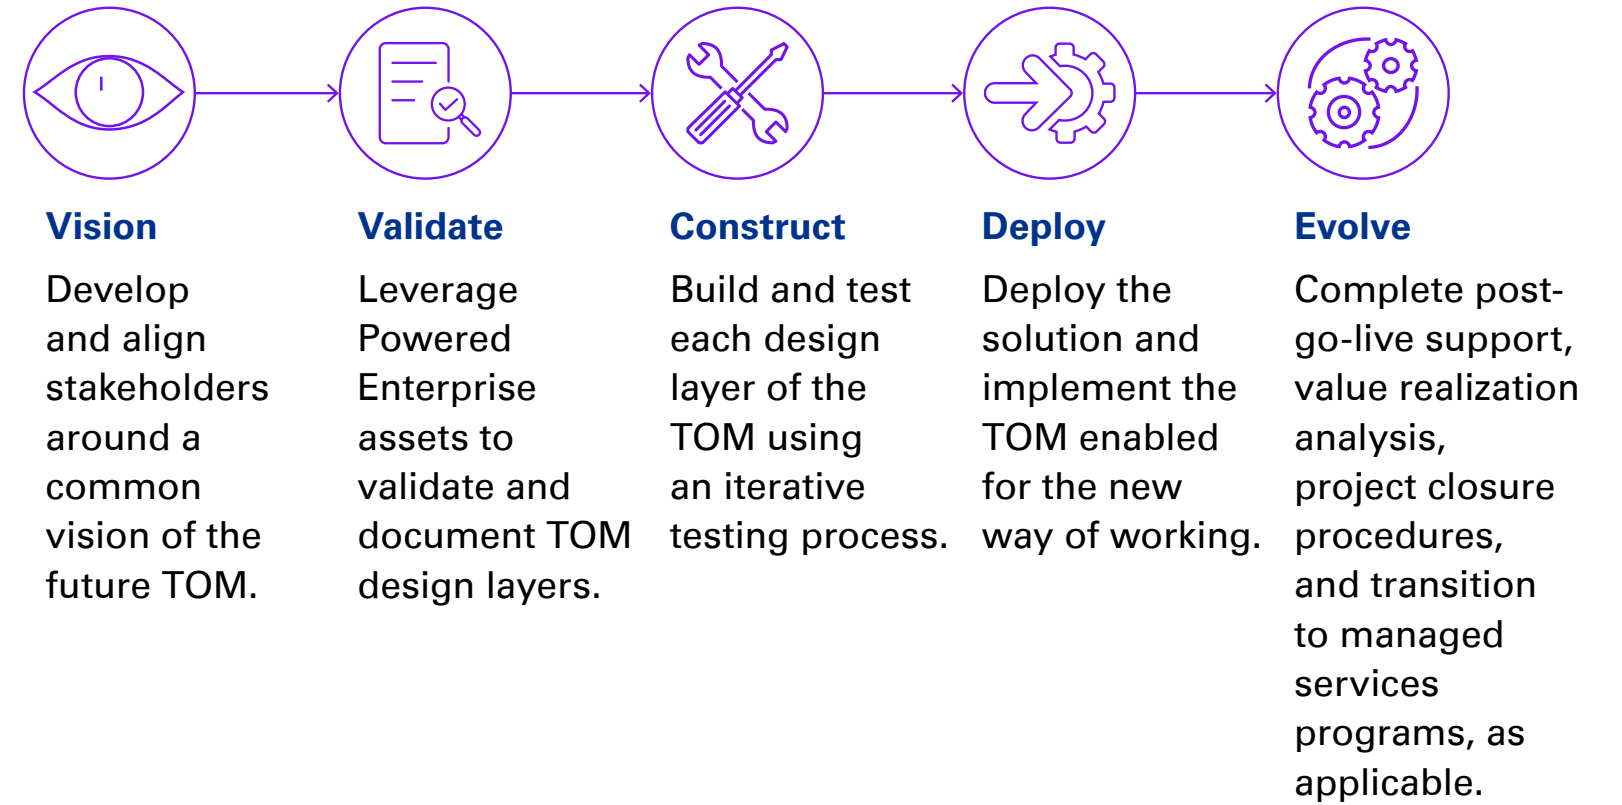 Vision
Develop
and align
stakeholders
around a
common
vision of the
future TOM.
Validate
Leverage
Powered
Enterprise
assets to
validate and
document TOM
design layers.
Construct
Build and test
each design
layer of the
TOM using
an iterative
testing process.
Deploy
Deploy the
solution and
implement the
TOM enabled
for the new
way of working.
Evolve
Complete post-
go-live support,
value realization
analysis,
project closure
procedures,
and transition
to managed
services
programs, as
applicable.